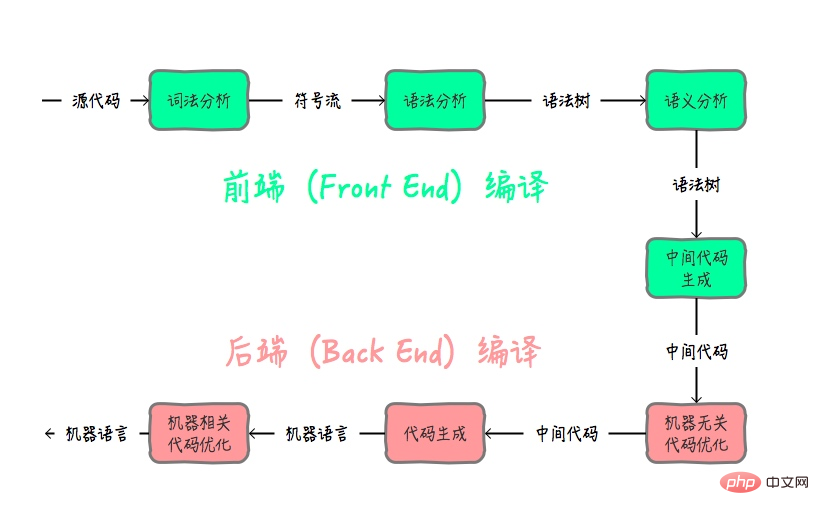 源代码
词法分析
符号流
语法分析
语法树
语义分析
前端（Front End）编译
语法树
中间代码
生成
后端（Back End）编译
中间代码
机器语言
机器相关
代码优化
机器语言
代码生成
中间代码
机器无关
代码优化
php 中文网